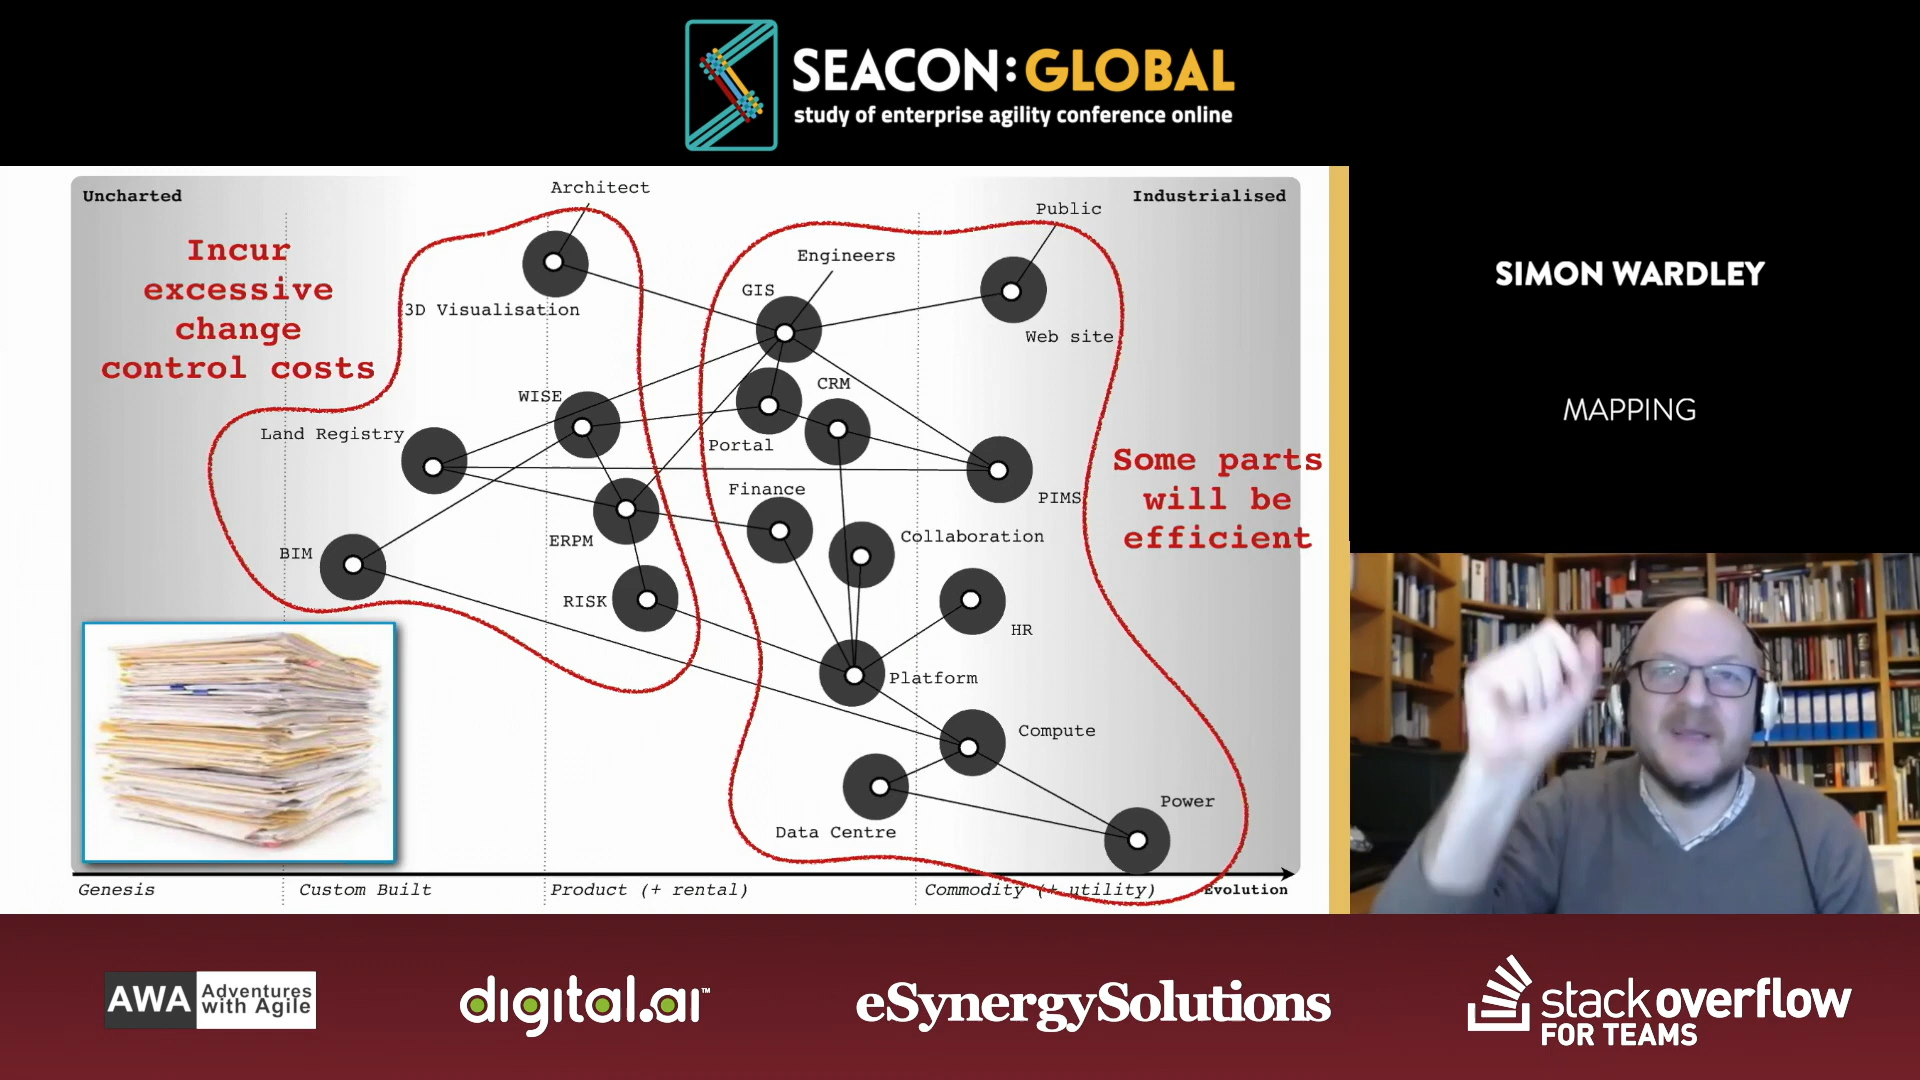 SEACON:GLOBAL
study of enterprise agility conference online
Uncharted
Architect
Industrialised
Public
Incur
excessive
change
control costs
Engineers
GIS
3D Visualisation
Web site
WISE
CRM
Land Registry
Portal
Some parts
will be
efficient
Finance
PIMS
ERPM
Collaboration
BIM
RISK
HR
Platform
Compute
Power
Data Centre
Genesis
Custom Built
Product (+ rental)
Commodity (+ utility)
Evolution
SIMON WARDLEY
MAPPING
AWA Adventures
with Agile
digital.ai™
eSynergySolutions
stackoverflow
FOR TEAMS